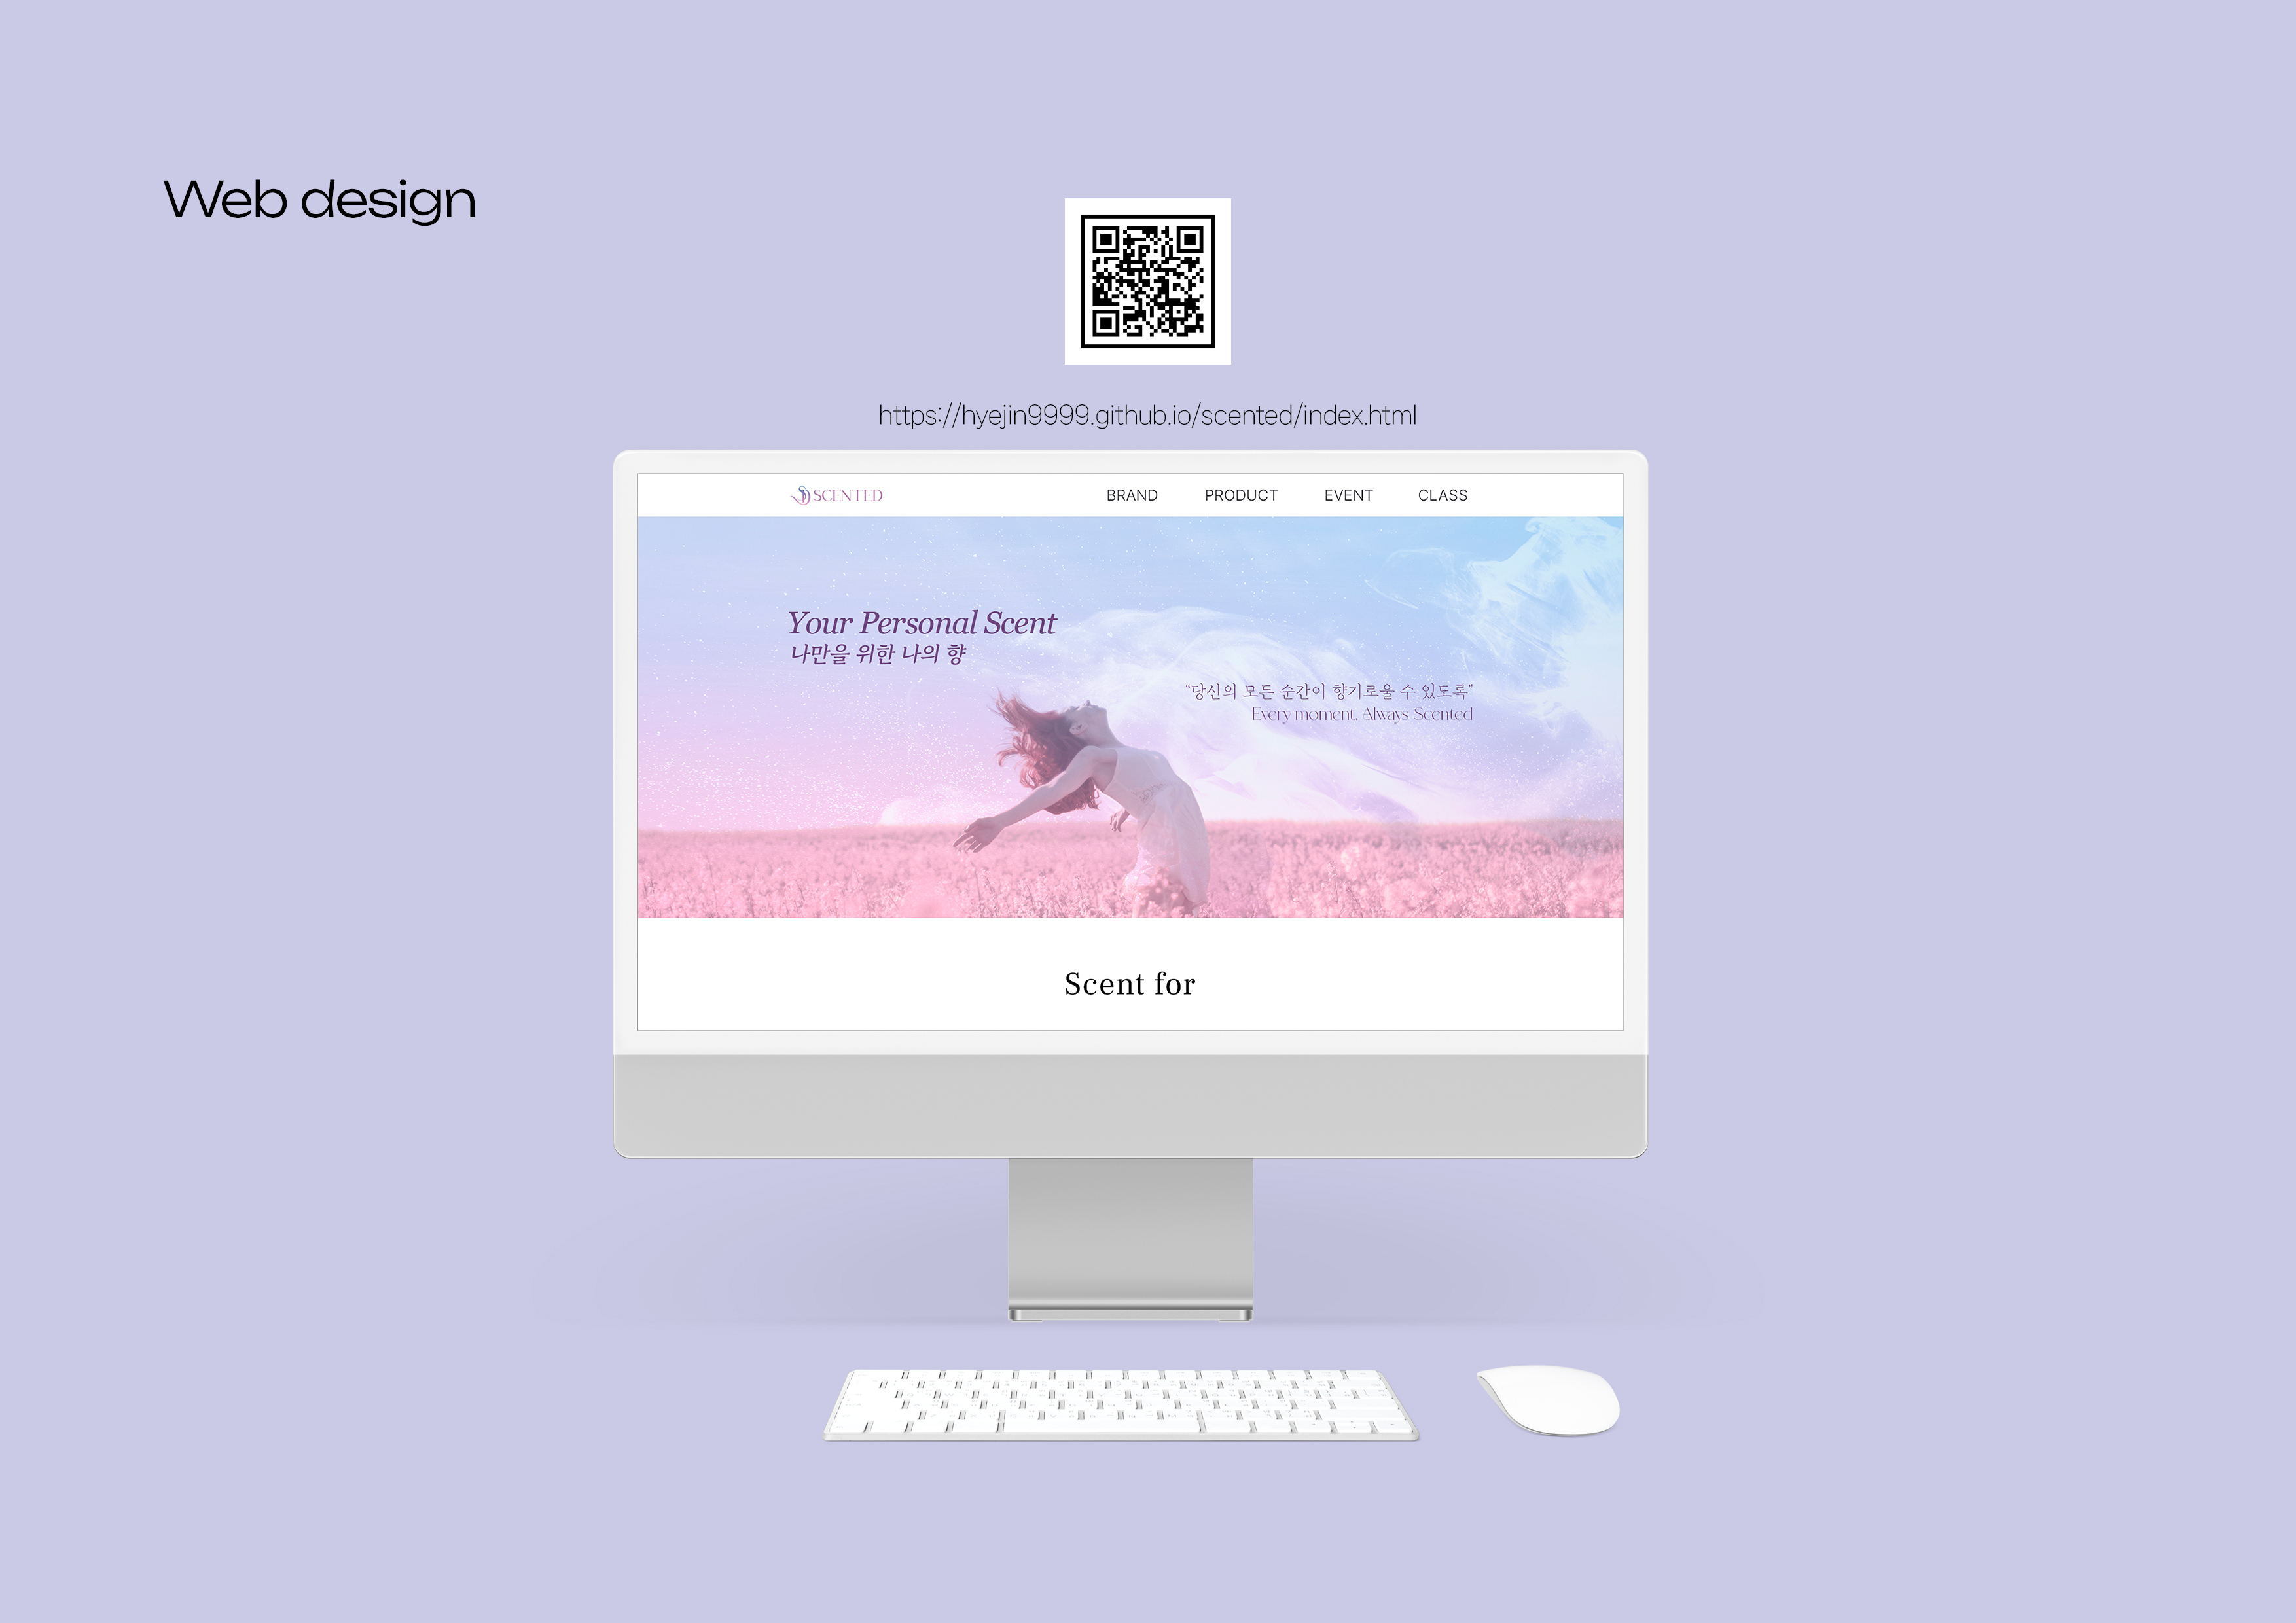 Web design
https://hyejin9999.github.io/scented/index.html
SCENTED
BRAND PRODUCT EVENT CLASS
Your Personal Scent
나만을 위한 나의 향
“당신의 모든 순간이 향기로울 수 있도록”
Every moment, Always Scented
Scent for